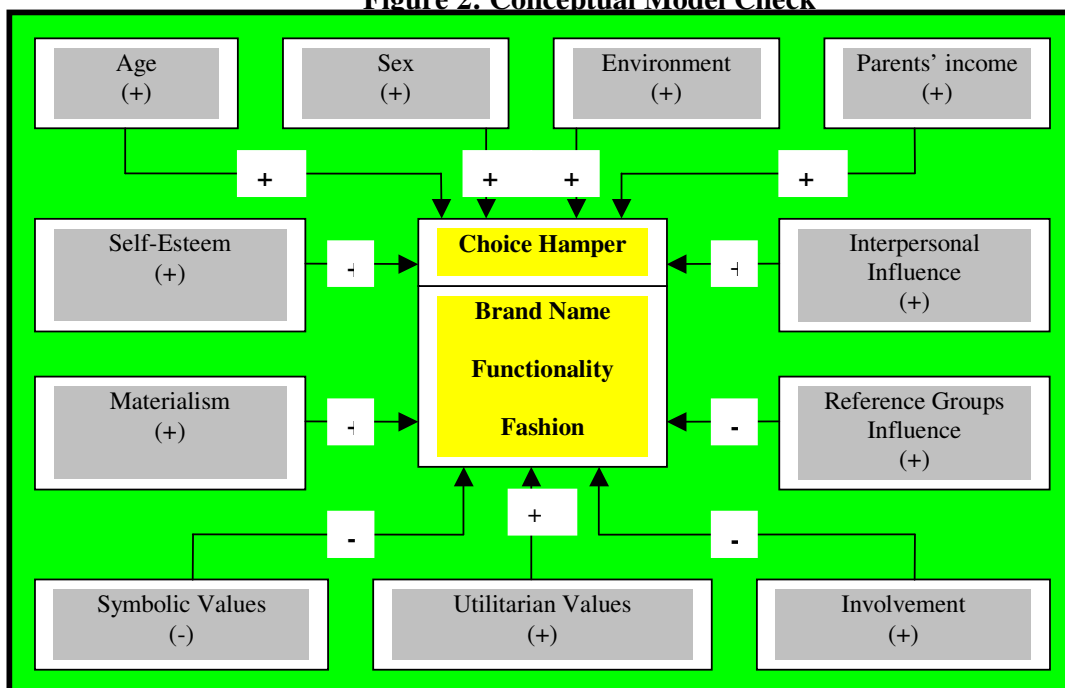 Figure 2: Conceptual Model Check
Age
(+)
Sex
(+)
Environment
(+)
Parents' income
(+)
+
+
+
+
Self-Esteem
(+)
+
Choice Hamper
+
Interpersonal
Influence
(+)
Brand Name
Functionality
Fashion
Materialism
(+)
+
-
Reference Groups
Influence
(+)
-
+
-
Symbolic Values
(-)
Utilitarian Values
(+)
Involvement
(+)